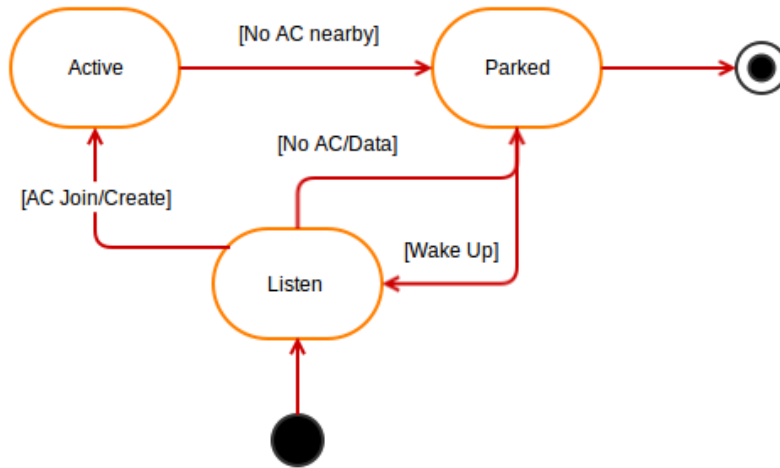 [No AC nearby]
Active
Parked
[No AC/Data]
[AC Join/Create]
[Wake Up]
Listen